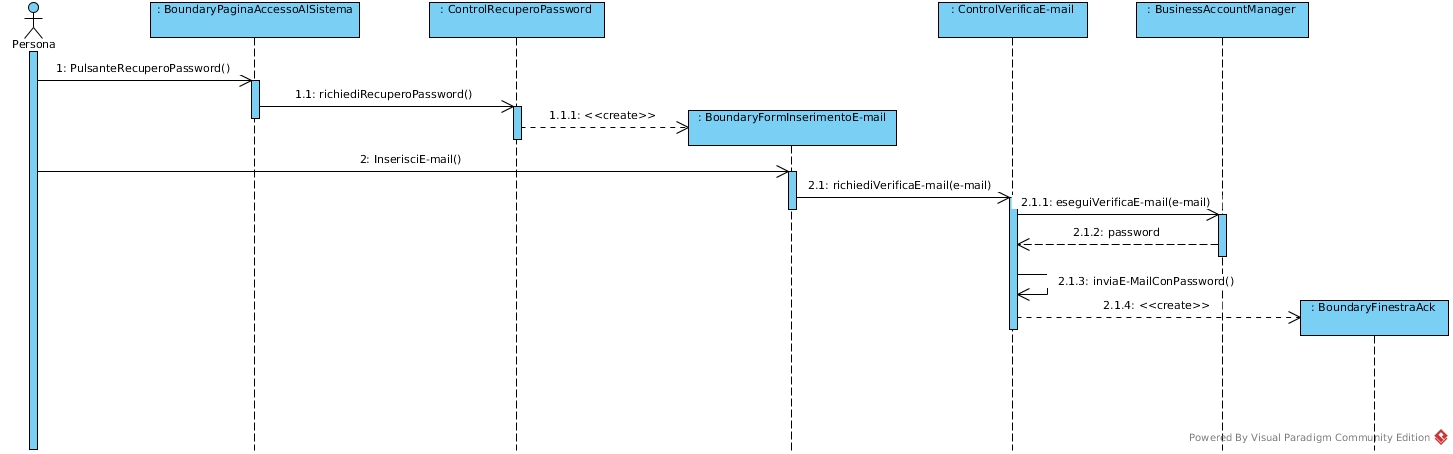 : BoundaryPaginaAccessoAlSistema
: ControlRecuperoPassword
: ControlVerificaE-mail
: BusinessAccountManager
Persona
1: PulsanteRecuperoPassword()
1.1: richiediRecuperoPassword()
1.1.1: <<create>>
: BoundaryFormInserimentoE-mail
2: InserisciE-mail()
2.1: richiediVerificaE-mail(e-mail)
2.1.1: eseguiVerificaE-mail(e-mail)
2.1.2: password
2.1.3: inviaE-MailConPassword()
2.1.4: <<create>>
: BoundaryFinestraAck
Powered By Visual Paradigm Community Edition